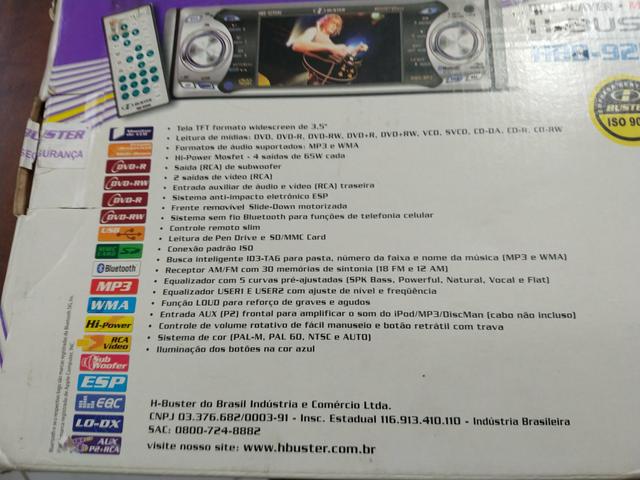 DVD PLAYER
H-BUSTER
HBD-92
H-BUSTER
BUSTER
ISO 90
BUSTER
SEGURANÇA
• Tela TFT formato widescreen de 3,5"
• Leitura de mídias: DVD, DVD-R, DVD-RW, DVD+R, DVD+RW, VCD, SVCD, CD-DA, CD-R, CD-RW
• Formatos de áudio suportados: MP3 e WMA
• Hi-Power Mosfet - 4 saídas de 65W cada
• Saída (RCA) de subwoofer
• 2 saídas de vídeo (RCA)
• Entrada auxiliar de áudio e vídeo (RCA) traseira
• Sistema anti-impacto eletrônico ESP
• Frente removível Slide-Down motorizada
• Sistema sem fio Bluetooth para funções de telefonia celular
• Controle remoto slim
• Leitura de Pen Drive e SD/MMC Card
• Conexão padrão ISO
• Busca inteligente ID3-TAG para pasta, número da faixa e nome da música (MP3 e WMA)
• Receptor AM/FM com 30 memórias de sintonia (18 FM e 12 AM)
• Equalizador com 5 curvas pré-ajustadas (SPK Bass, Powerful, Natural, Vocal e Flat)
• Equalizador USER1 E USER2 com ajuste de nível e freqüência
• Função LOUD para reforço de graves e agudos
• Entrada AUX (P2) frontal para amplificar o som do iPod/MP3/DiscMan (cabo não incluso)
• Controle de volume rotativo de fácil manuseio e botão retrátil com trava
• Sistema de cor (PAL-M, PAL 60, NTSC e AUTO)
• Iluminação dos botões na cor azul
DVD+R
DVD+RW
DVD-R
DVD-RW
USB
MMC CARD SD
Bluetooth
MP3
WMA
Hi-Power
RCA Vídeo
Sub Woofer
ESP
EQC
LO-DX
AUX P2+RCA
H-Buster do Brasil Indústria e Comércio Ltda.
CNPJ 03.376.682/0003-91 - Insc. Estadual 116.913.410.110 - Indústria Brasileira
SAC: 0800-724-8882
visite nosso site: www.hbuster.com.br